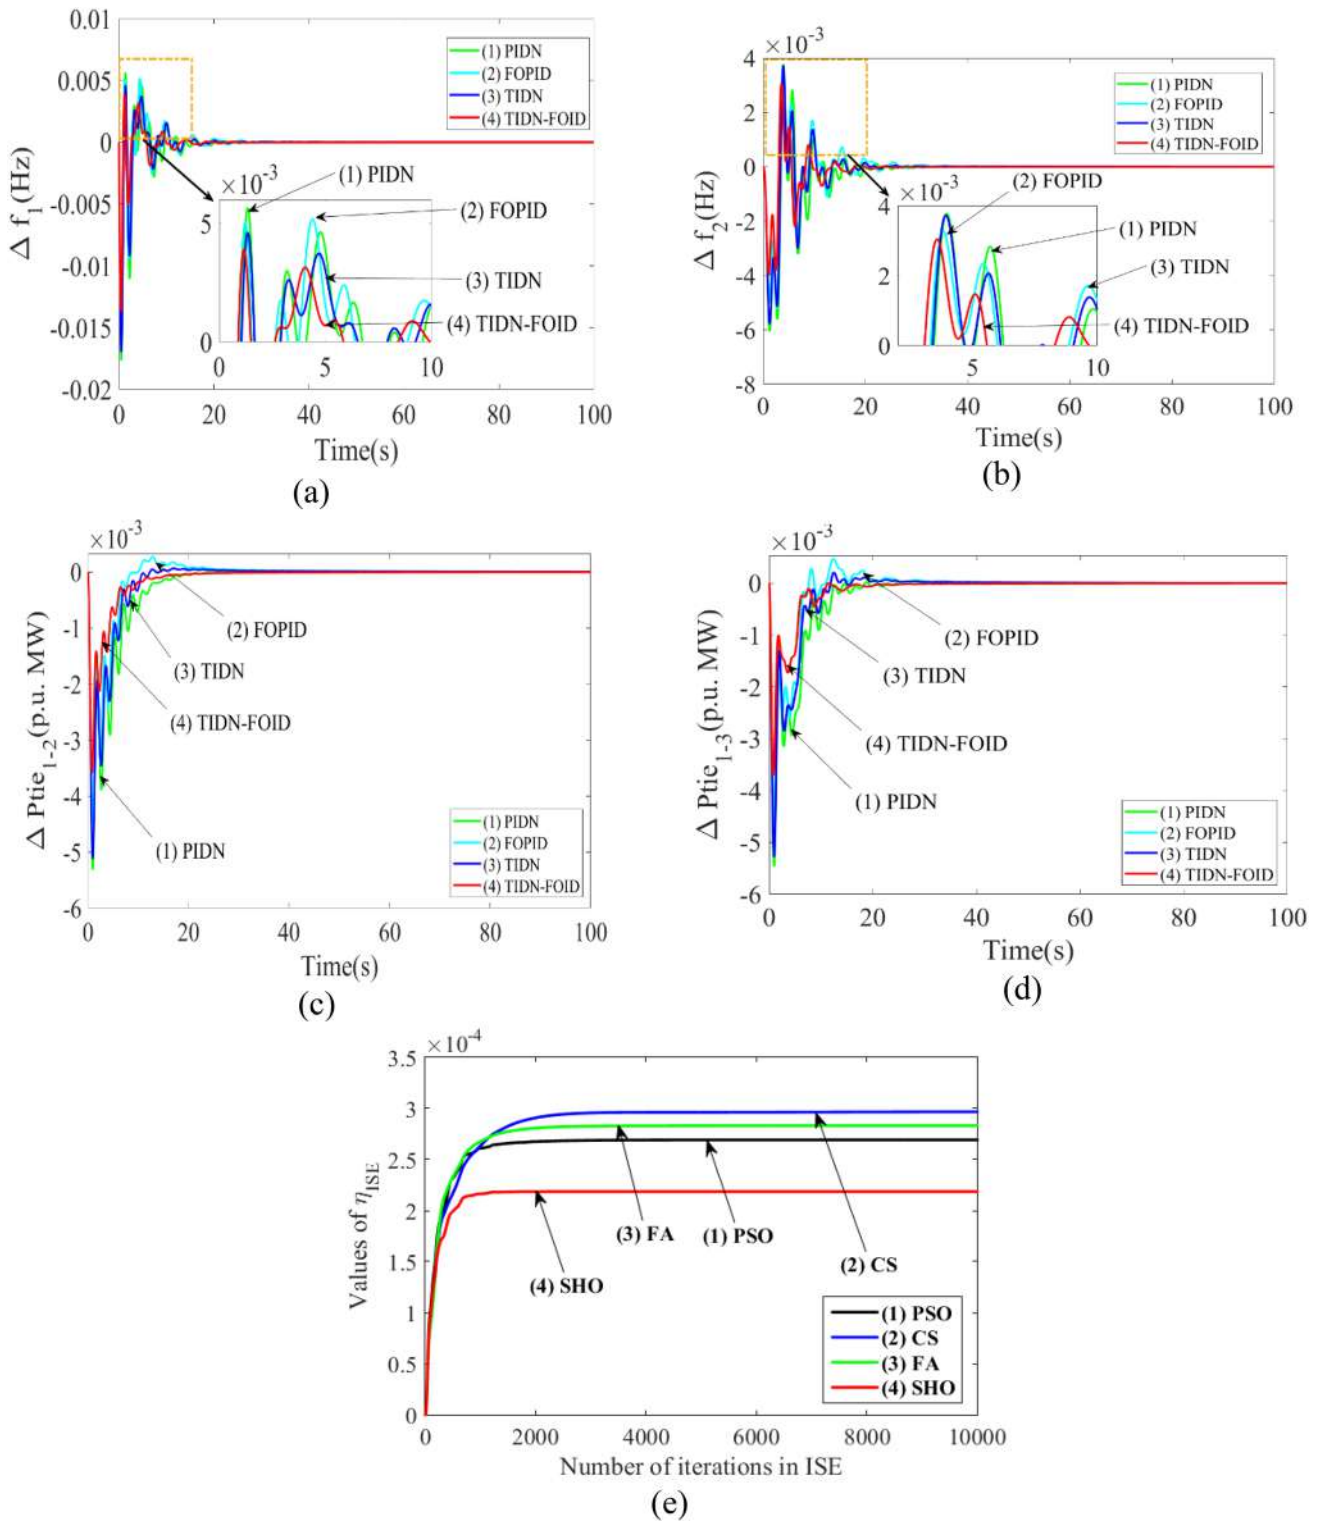 0.01
0.005
0
-0.005
-0.01
-0.015
-0.02
Δ f1(Hz)
(1) PIDN
(2) FOPID
(3) TIDN
(4) TIDN-FOID
×10-3
5
0
0 5 10
(1) PIDN
(2) FOPID
(3) TIDN
(4) TIDN-FOID
0 20 40 60 80 100
Time(s)
(a)
×10-3
4
2
0
-2
-4
-6
-8
Δ f2(Hz)
(1) PIDN
(2) FOPID
(3) TIDN
(4) TIDN-FOID
×10-3
4
2
0
5 10
(2) FOPID
(1) PIDN
(3) TIDN
(4) TIDN-FOID
0 20 40 60 80 100
Time(s)
(b)
×10-3
0
-1
-2
-3
-4
-5
-6
Δ Ptie1-2(p.u. MW)
(2) FOPID
(3) TIDN
(4) TIDN-FOID
(1) PIDN
(1) PIDN
(2) FOPID
(3) TIDN
(4) TIDN-FOID
0 20 40 60 80 100
Time(s)
(c)
×10-3
0
-1
-2
-3
-4
-5
-6
Δ Ptie1-3(p.u. MW)
(2) FOPID
(3) TIDN
(4) TIDN-FOID
(1) PIDN
(1) PIDN
(2) FOPID
(3) TIDN
(4) TIDN-FOID
0 20 40 60 80 100
Time(s)
(d)
×10-4
3.5
3
2.5
2
1.5
1
0.5
0
Values of ηISE
(3) FA
(1) PSO
(2) CS
(4) SHO
(1) PSO
(2) CS
(3) FA
(4) SHO
0 2000 4000 6000 8000 10000
Number of iterations in ISE
(e)